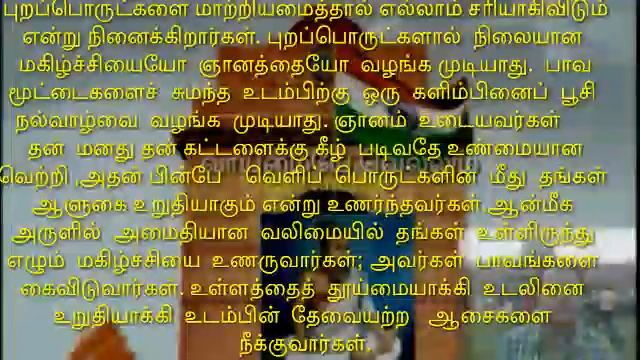 புறப்பொருட்களை மாற்றியமைத்தால் எல்லாம் சரியாகிவிடும்
என்று நினைக்கிறார்கள். புறப்பொருட்களால் நிலையான
மகிழ்ச்சியையோ ஞானத்தையோ வழங்க முடியாது. பாவ
மூட்டைகளைச் சுமந்த உடம்பிற்கு ஒரு களிம்பினைப் பூசி
நல்வாழ்வை வழங்க முடியாது. ஞானம் உடையவர்கள்
தன் மனது தன் கட்டளைக்கு கீழ் படிவதே உண்மையான
வெற்றி ,அதன் பின்பே வெளிப் பொருட்களின் மீது தங்கள்
ஆளுகை உறுதியாகும் என்று உணர்ந்தவர்கள்.ஆன்மீக
அருளில் அமைதியான வலிமையில் தங்கள் உள்ளிருந்து
எழும் மகிழ்ச்சியை உணருவார்கள்; அவர்கள் பாவங்களை
கைவிடுவார்கள். உள்ளத்தைத் தூய்மையாக்கி உடலினை
உறுதியாக்கி உடம்பின் தேவையற்ற ஆசைகளை
நீக்குவார்கள்.